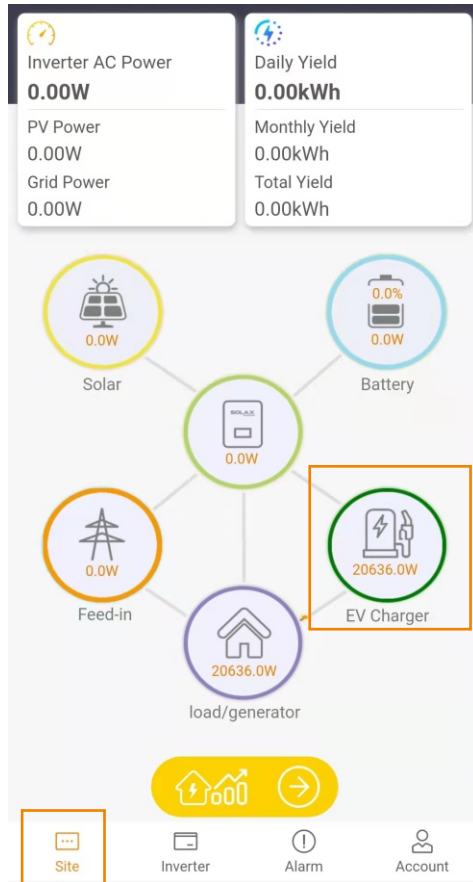 Inverter AC Power
0.00W
PV Power
0.00W
Grid Power
0.00W
Daily Yield
0.00kWh
Monthly Yield
0.00kWh
Total Yield
0.00kWh
0.0W
Solar
0.0%
0.0W
Battery
SOLAX
0.0W
0.0W
Feed-in
20636.0W
EV Charger
20636.0W
load/generator
Site
Inverter
Alarm
Account